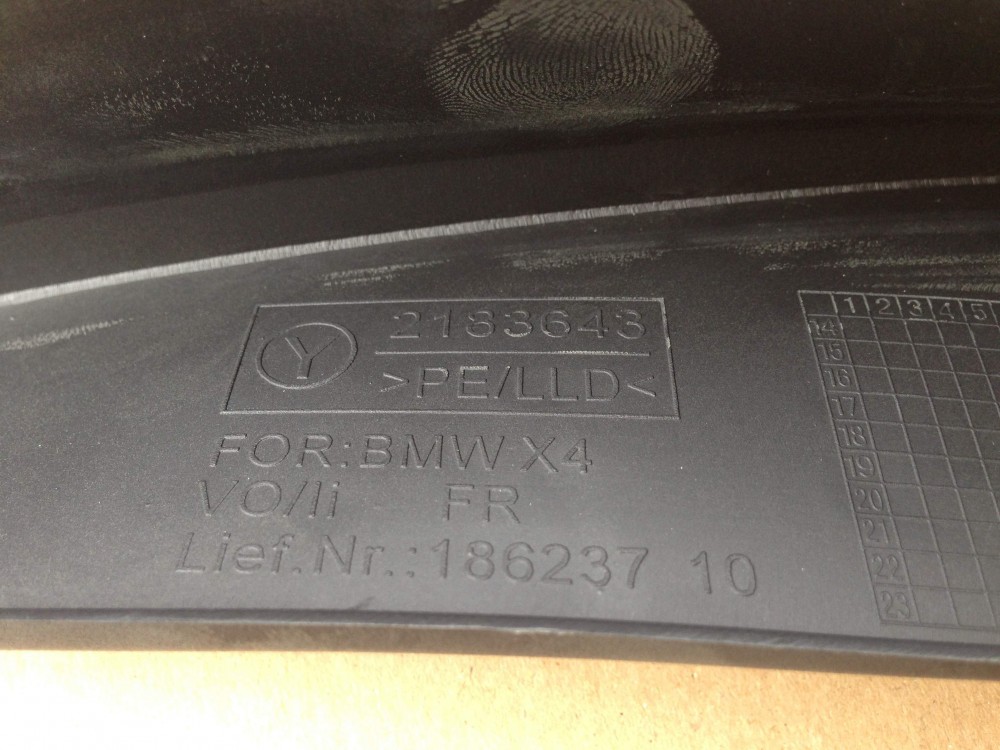 2183643
Y
>PE/LLD<
FOR:BMW X4
VO/li FR
Lief.Nr.:186237 10
1 2 3 4 5
14
15
16
17
18
19
20
21
22
23